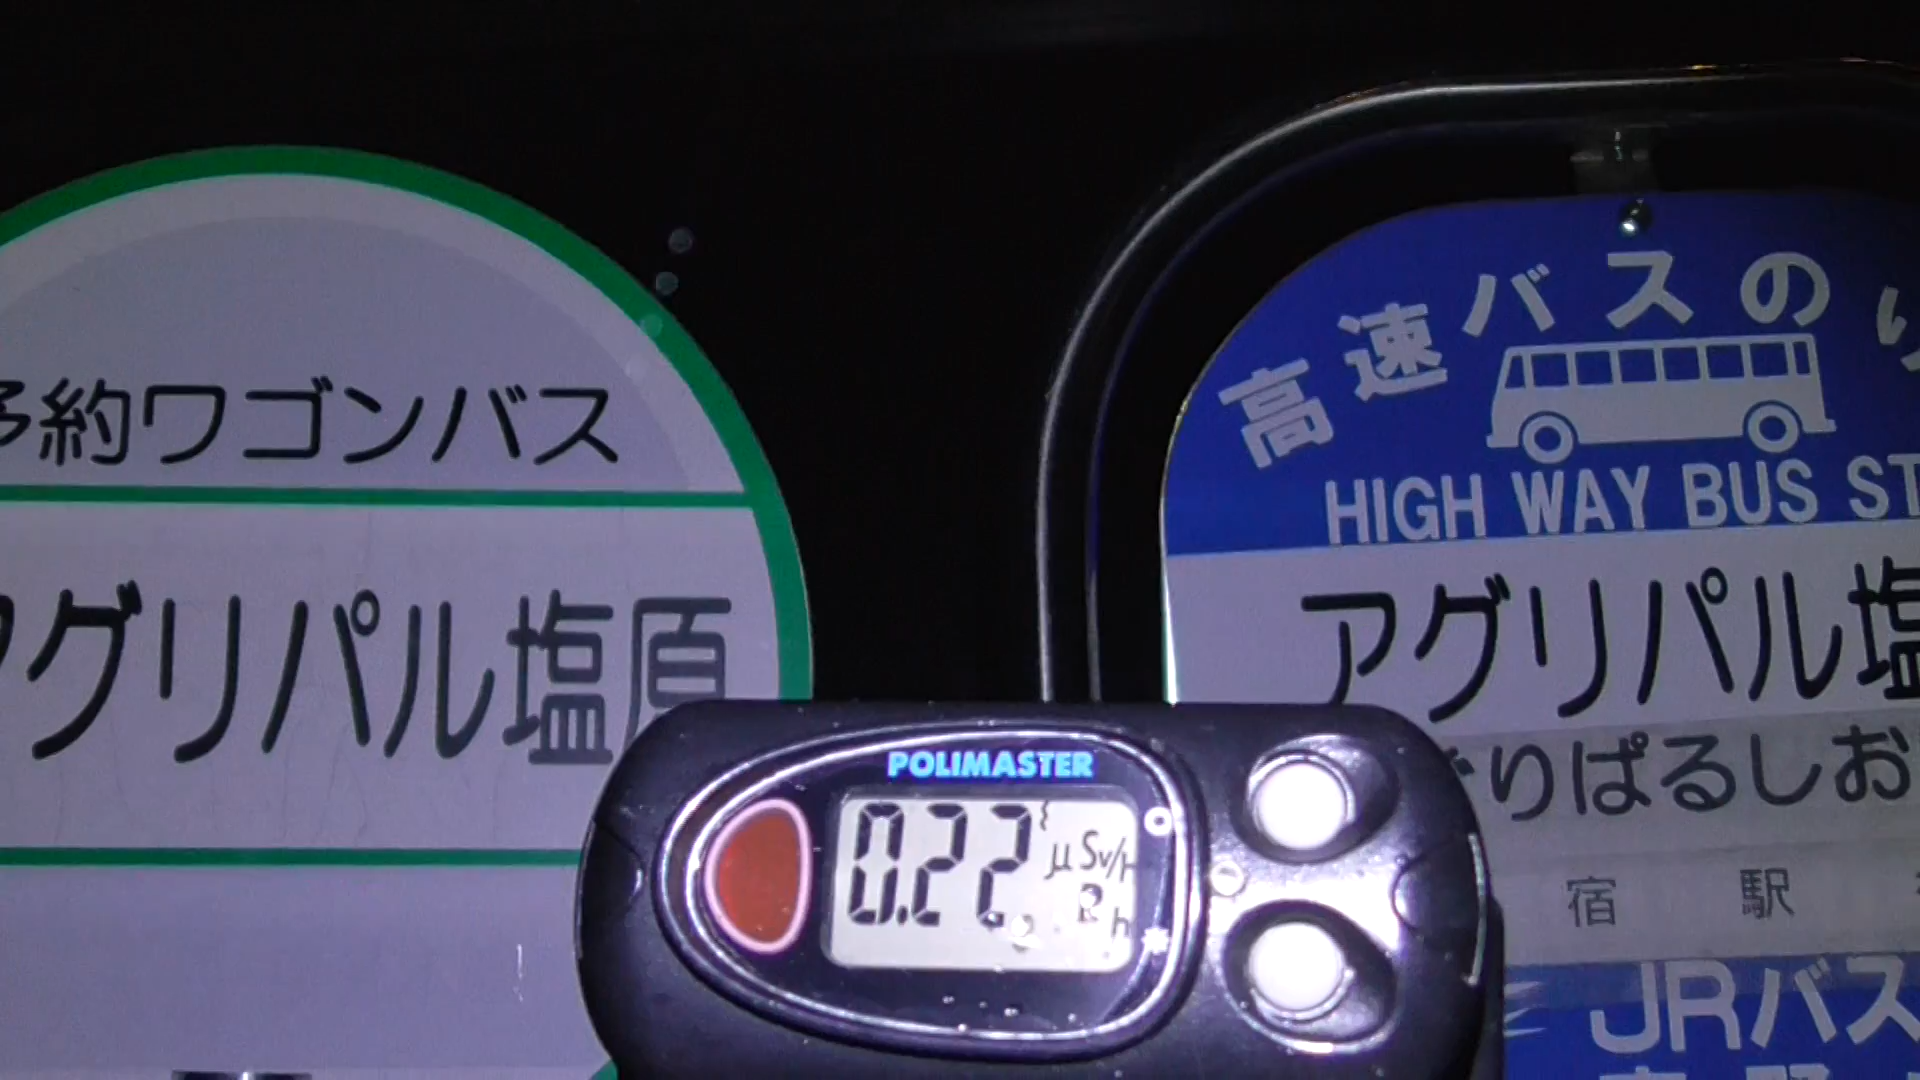 予約ワゴンバス
アグリパル塩原
高速バスのり
HIGH WAY BUS ST
アグリパル塩
ぐりぱるしお
宿 駅
JRバス
POLIMASTER
0.22 μSv/H